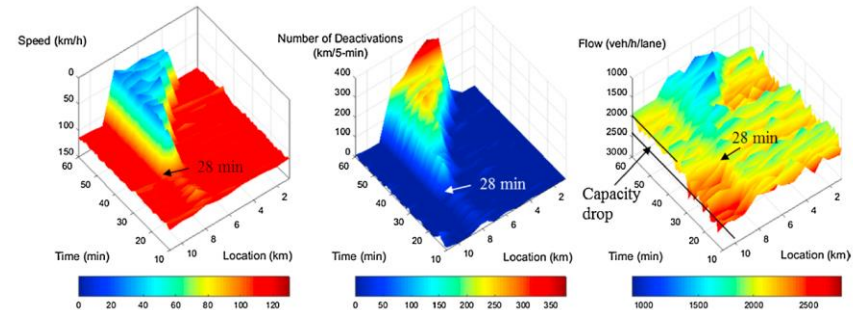 Speed (km/h)
0
50
100
150
60
50
40
30
20
10
10
8
6
4
2
28 min
Time (min)
Location (km)
0 20 40 60 80 100 120
Number of Deactivations
(km/5-min)
400
300
200
100
0
60
50
40
30
20
10
10
8
6
4
2
28 min
Time (min)
Location (km)
0 50 100 150 200 250 300 350
Flow (veh/h/lane)
1000
1500
2000
2500
3000
60
50
40
30
20
10
10
8
6
4
2
28 min
Capacity
drop
Time (min)
Location (km)
1000 1500 2000 2500